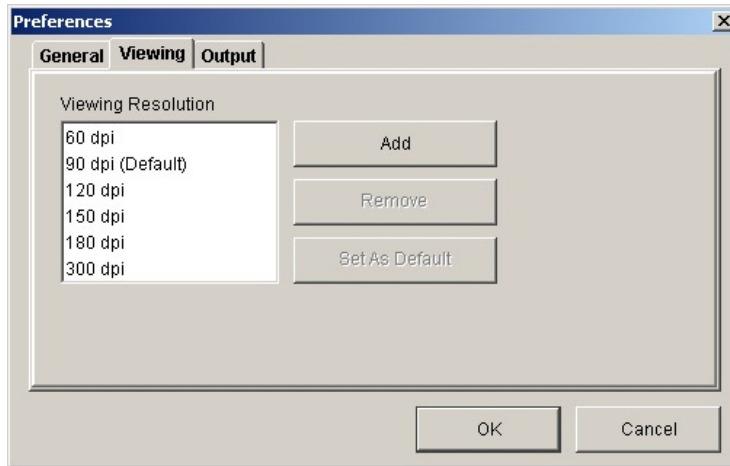 Preferences
General Viewing Output
Viewing Resolution
60 dpi
90 dpi (Default)
120 dpi
150 dpi
180 dpi
300 dpi
Add
Remove
Set As Default
OK Cancel